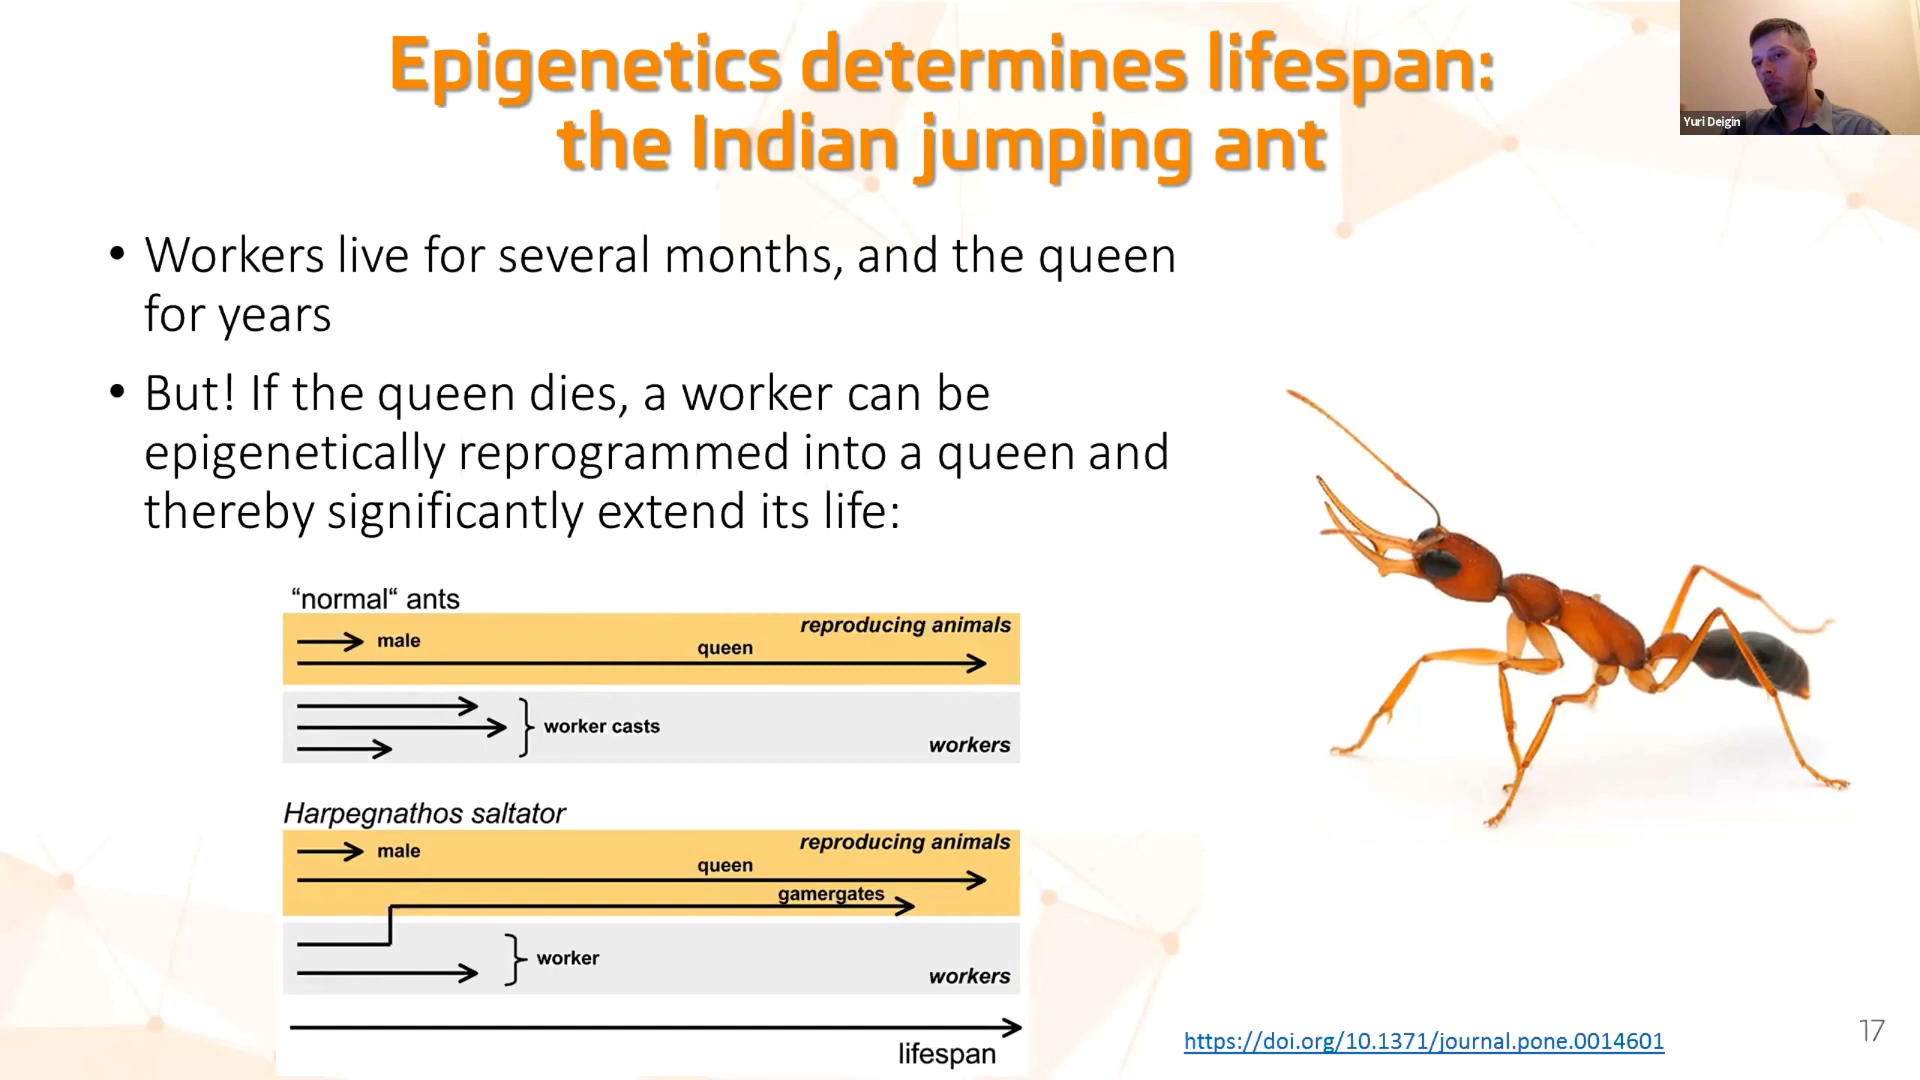 Epigenetics determines lifespan:
the Indian jumping ant
Yuri Deigin
• Workers live for several months, and the queen
for years
• But! If the queen dies, a worker can be
epigenetically reprogrammed into a queen and
thereby significantly extend its life:
“normal“ ants
reproducing animals
male
queen
worker casts
workers
Harpegnathos saltator
reproducing animals
male
queen
gamergates
worker
workers
lifespan
https://doi.org/10.1371/journal.pone.0014601
17